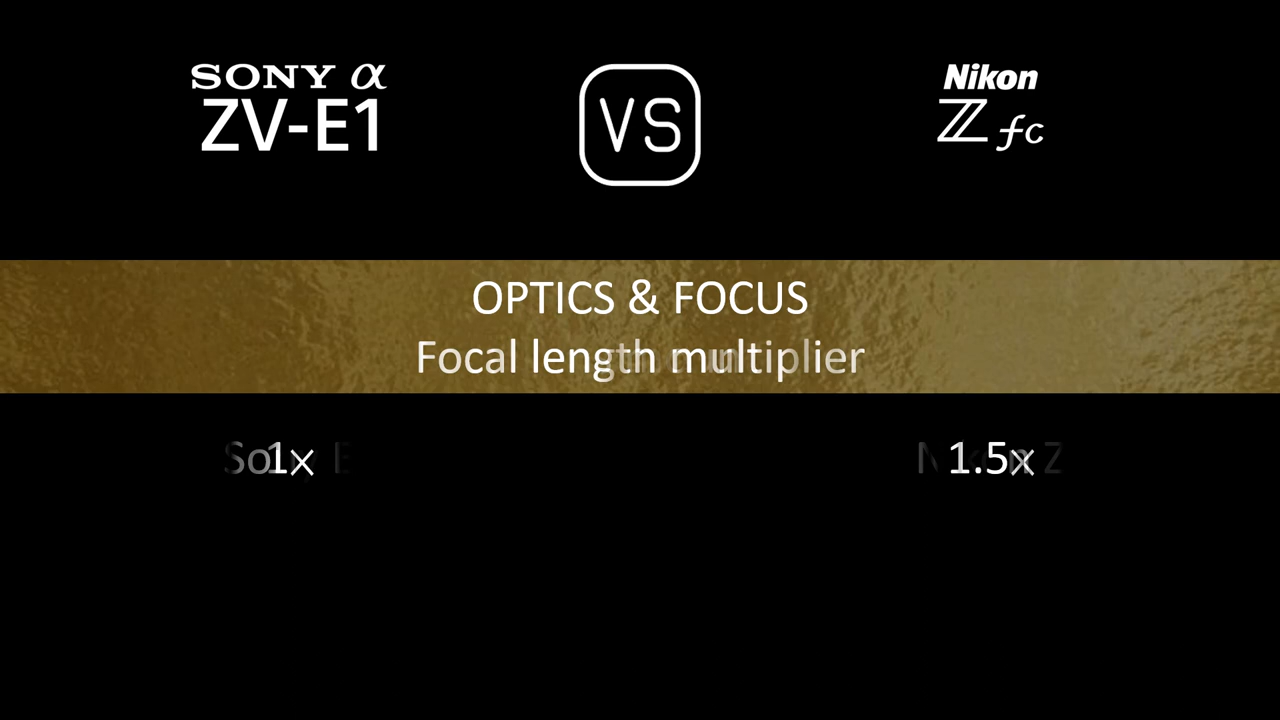 SONY α
ZV-E1
VS
Nikon
Z fc
OPTICS & FOCUS
Focal length multiplier
1x
1.5x